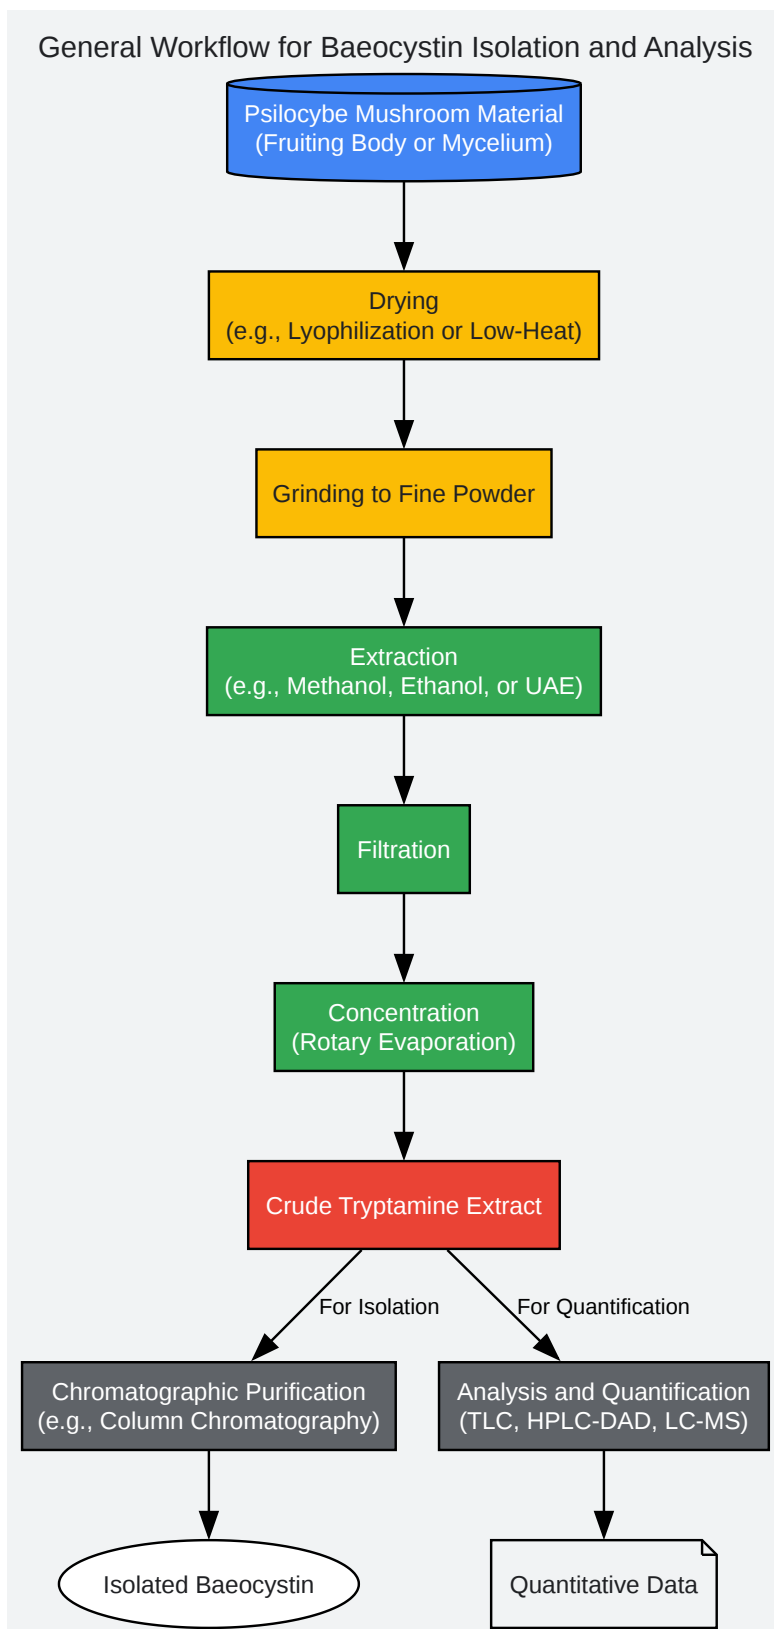 General Workflow for Baeocystin Isolation and Analysis
Psilocybe Mushroom Material
(Fruiting Body or Mycelium)
Drying
(e.g., Lyophilization or Low-Heat)
Grinding to Fine Powder
Extraction
(e.g., Methanol, Ethanol, or UAE)
Filtration
Concentration
(Rotary Evaporation)
Crude Tryptamine Extract
For Isolation
For Quantification
Chromatographic Purification
(e.g., Column Chromatography)
Analysis and Quantification
(TLC, HPLC-DAD, LC-MS)
Isolated Baeocystin
Quantitative Data